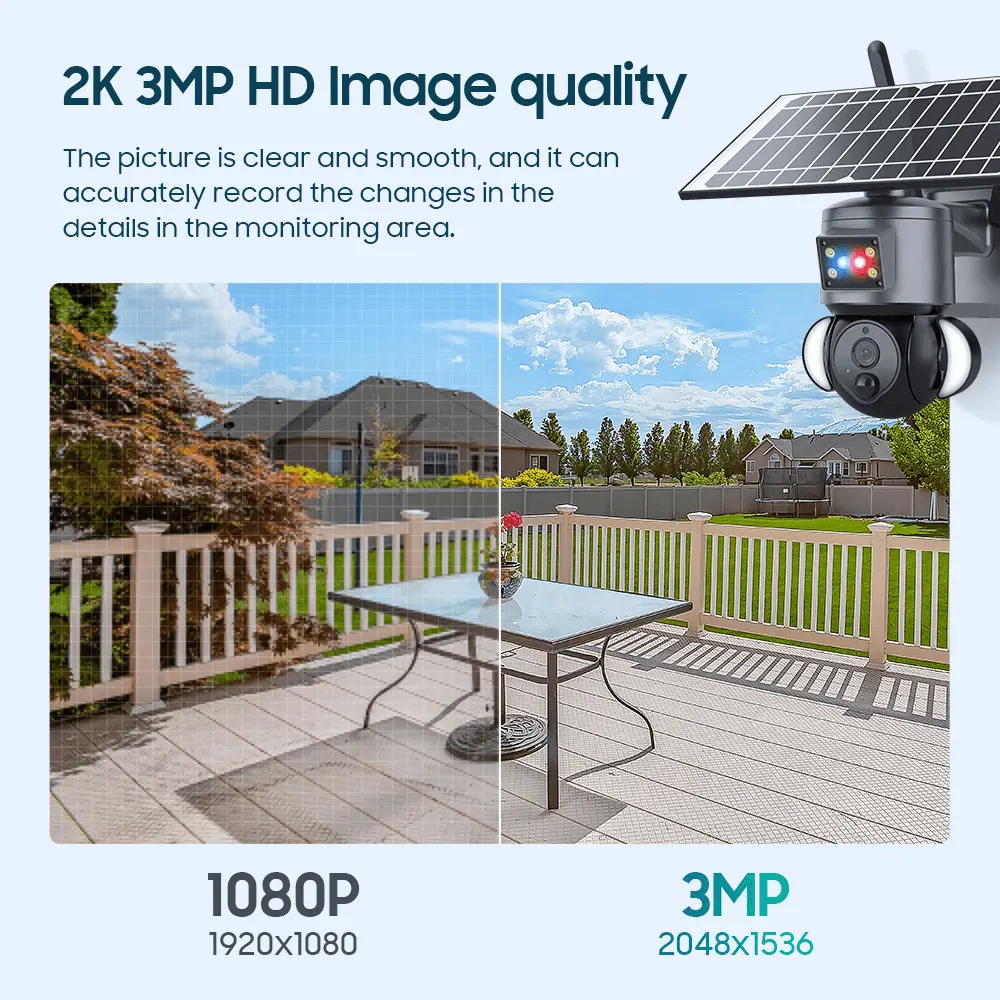 2K 3MP HD Image quality
The picture is clear and smooth, and it can
accurately record the changes in the
details in the monitoring area.
1080P
1920x1080
3MP
2048x1536